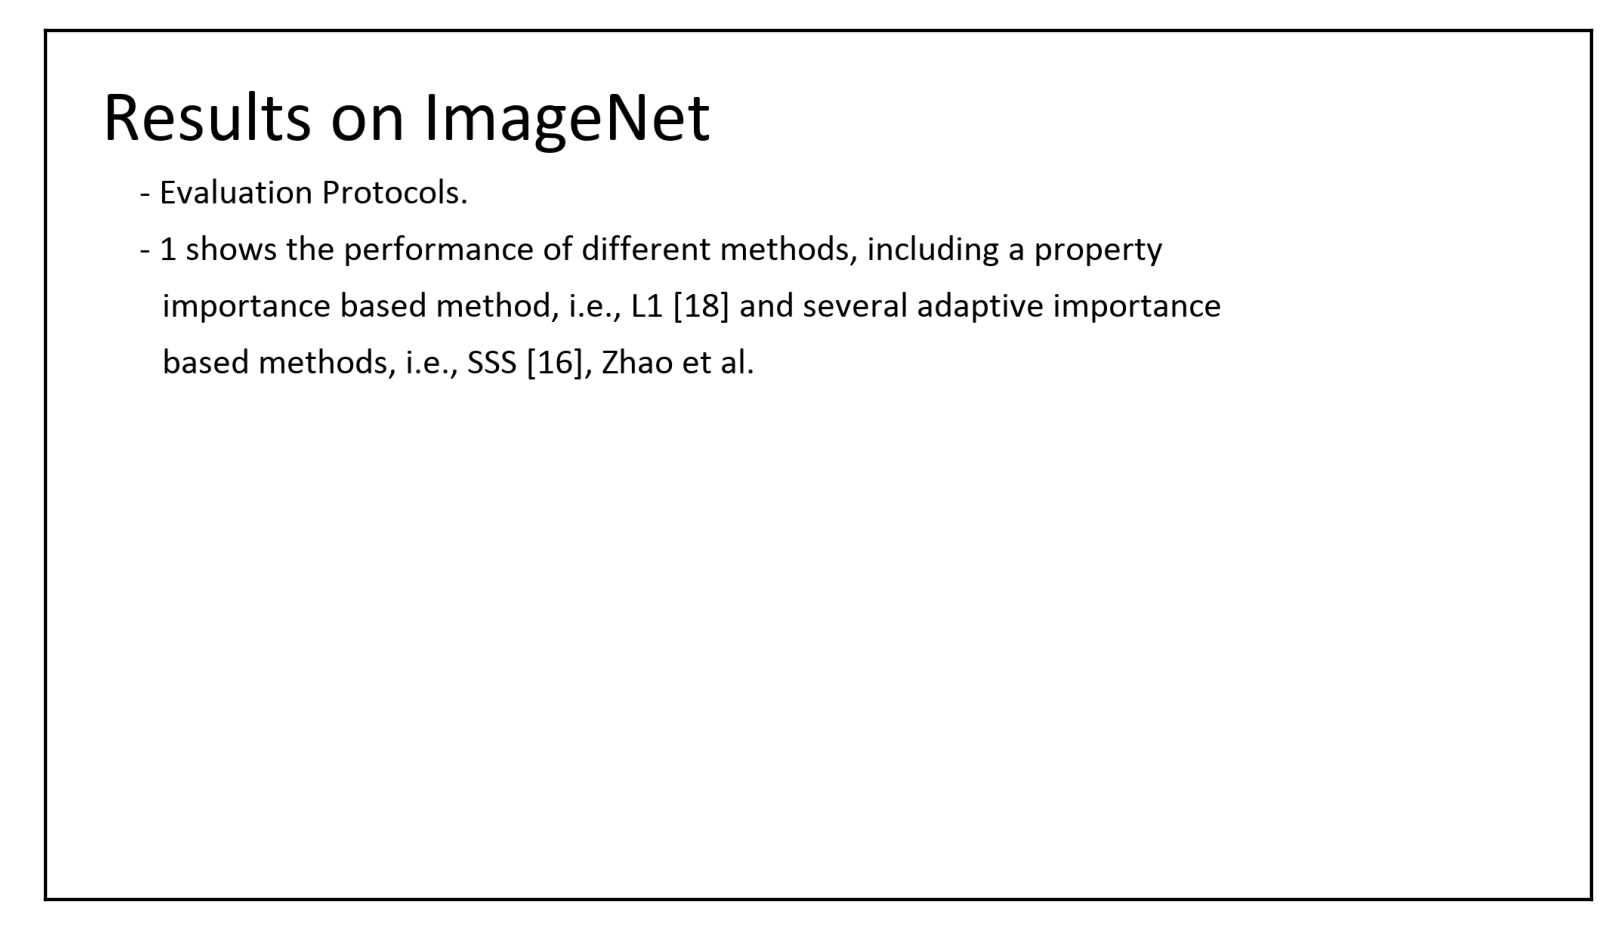 Results on ImageNet
- Evaluation Protocols.
- 1 shows the performance of different methods, including a property
importance based method, i.e., L1 [18] and several adaptive importance
based methods, i.e., SSS [16], Zhao et al.